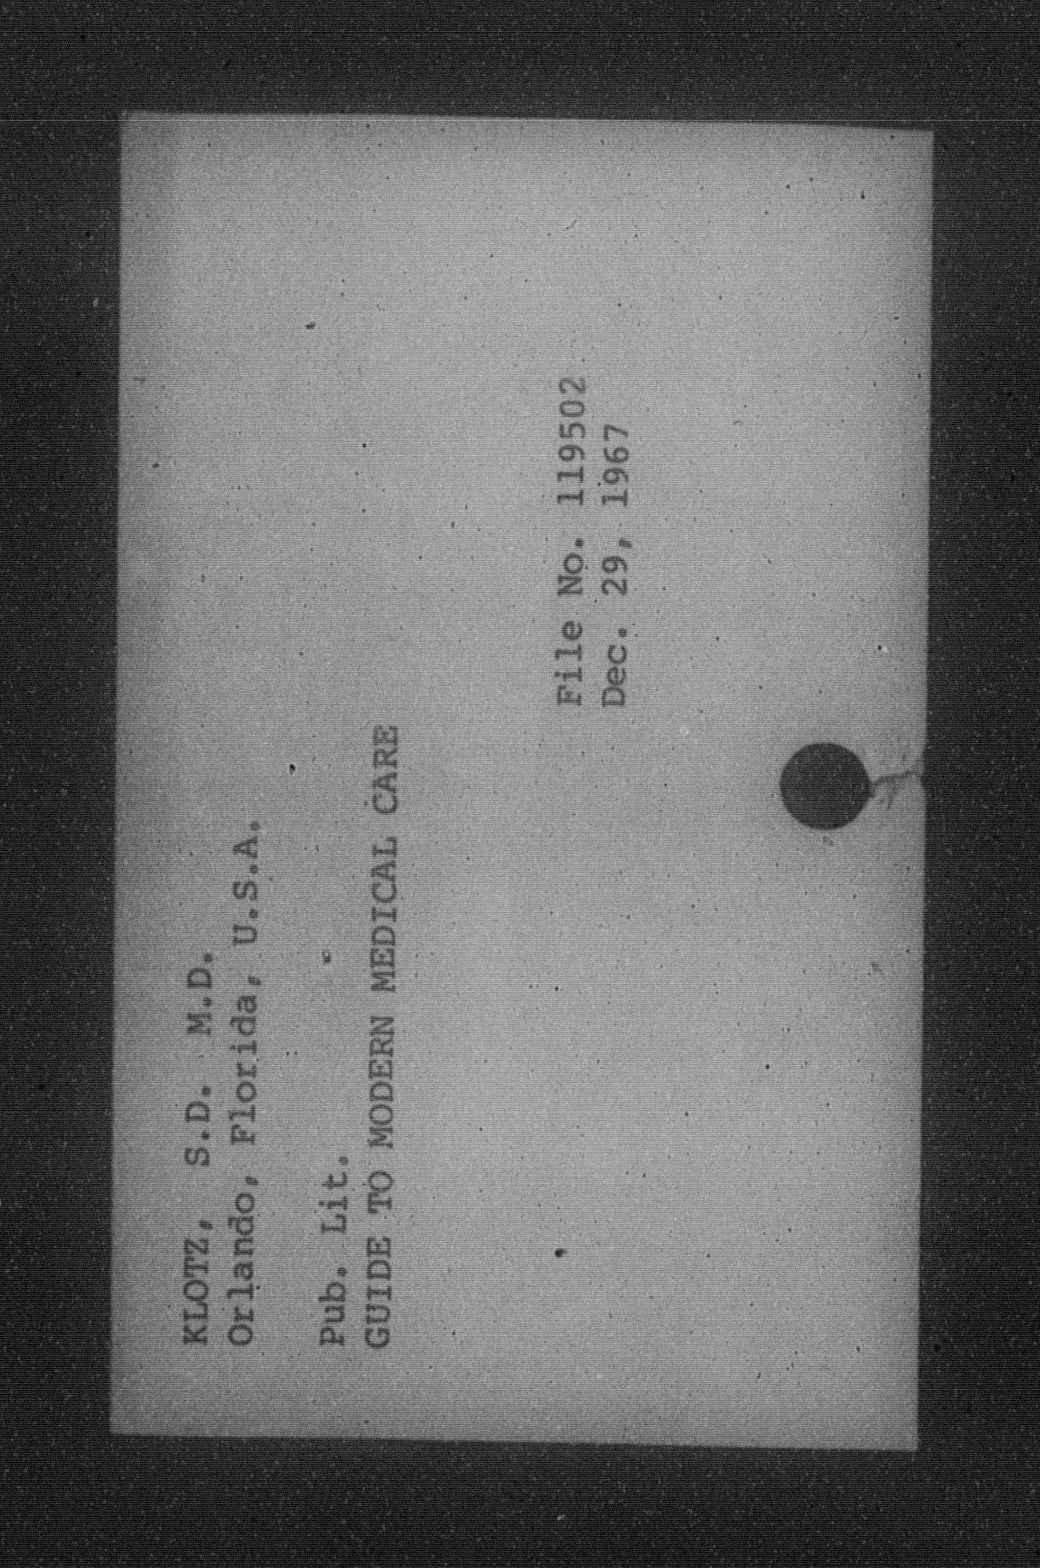 KLOTZ, S.D. M.D.
Orlando, Florida, U.S.A.
Pub. Lit.
GUIDE TO MODERN MEDICAL CARE
File No. 119502
Dec. 29, 1967